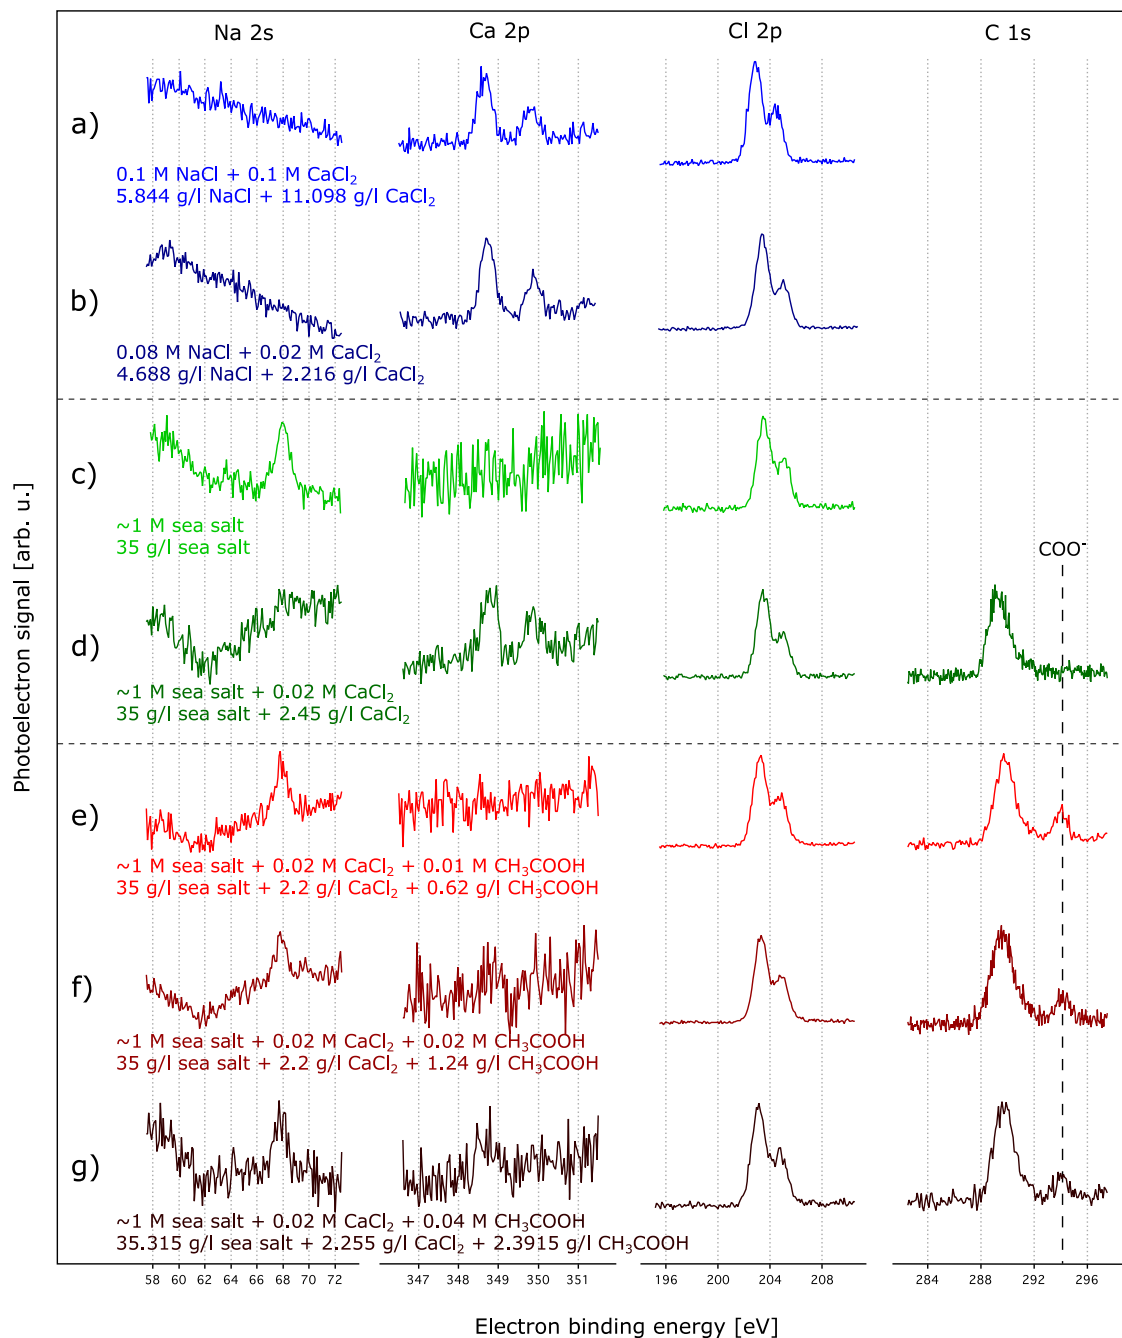 Na 2s Ca 2p Cl 2p C 1s
Photoelectron signal [arb. u.]
a)
0.1 M NaCl + 0.1 M CaCl₂
5.844 g/l NaCl + 11.098 g/l CaCl₂
b)
0.08 M NaCl + 0.02 M CaCl₂
4.688 g/l NaCl + 2.216 g/l CaCl₂
c)
~1 M sea salt
35 g/l sea salt
COO⁻
d)
~1 M sea salt + 0.02 M CaCl₂
35 g/l sea salt + 2.45 g/l CaCl₂
e)
~1 M sea salt + 0.02 M CaCl₂ + 0.01 M CH₃COOH
35 g/l sea salt + 2.2 g/l CaCl₂ + 0.62 g/l CH₃COOH
f)
~1 M sea salt + 0.02 M CaCl₂ + 0.02 M CH₃COOH
35 g/l sea salt + 2.2 g/l CaCl₂ + 1.24 g/l CH₃COOH
g)
~1 M sea salt + 0.02 M CaCl₂ + 0.04 M CH₃COOH
35.315 g/l sea salt + 2.255 g/l CaCl₂ + 2.3915 g/l CH₃COOH
58 60 62 64 66 68 70 72 347 348 349 350 351 196 200 204 208 284 288 292 296
Electron binding energy [eV]